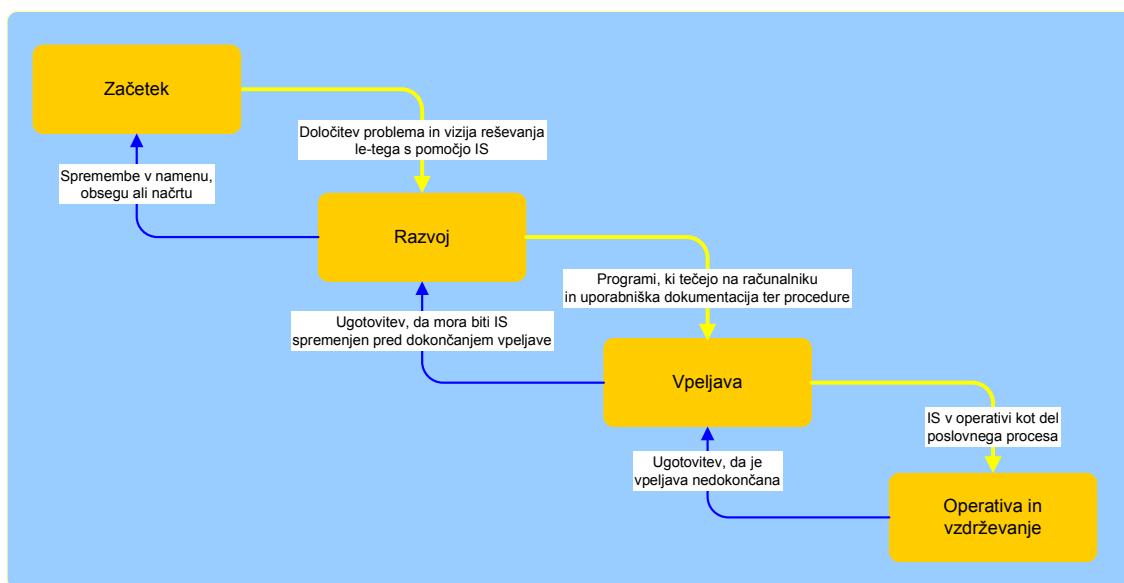 Začetek
Določitev problema in vizija reševanja
le-tega s pomočjo IS
Spremembe v namenu,
obsegu ali načrtu
Razvoj
Programi, ki tečejo na računalniku
in uporabniška dokumentacija ter procedure
Ugotovitev, da mora biti IS
spremenjen pred dokončanjem vpeljave
Vpeljava
IS v operativi kot del
poslovnega procesa
Ugotovitev, da je
vpeljava nedokončana
Operativa in
vzdrževanje